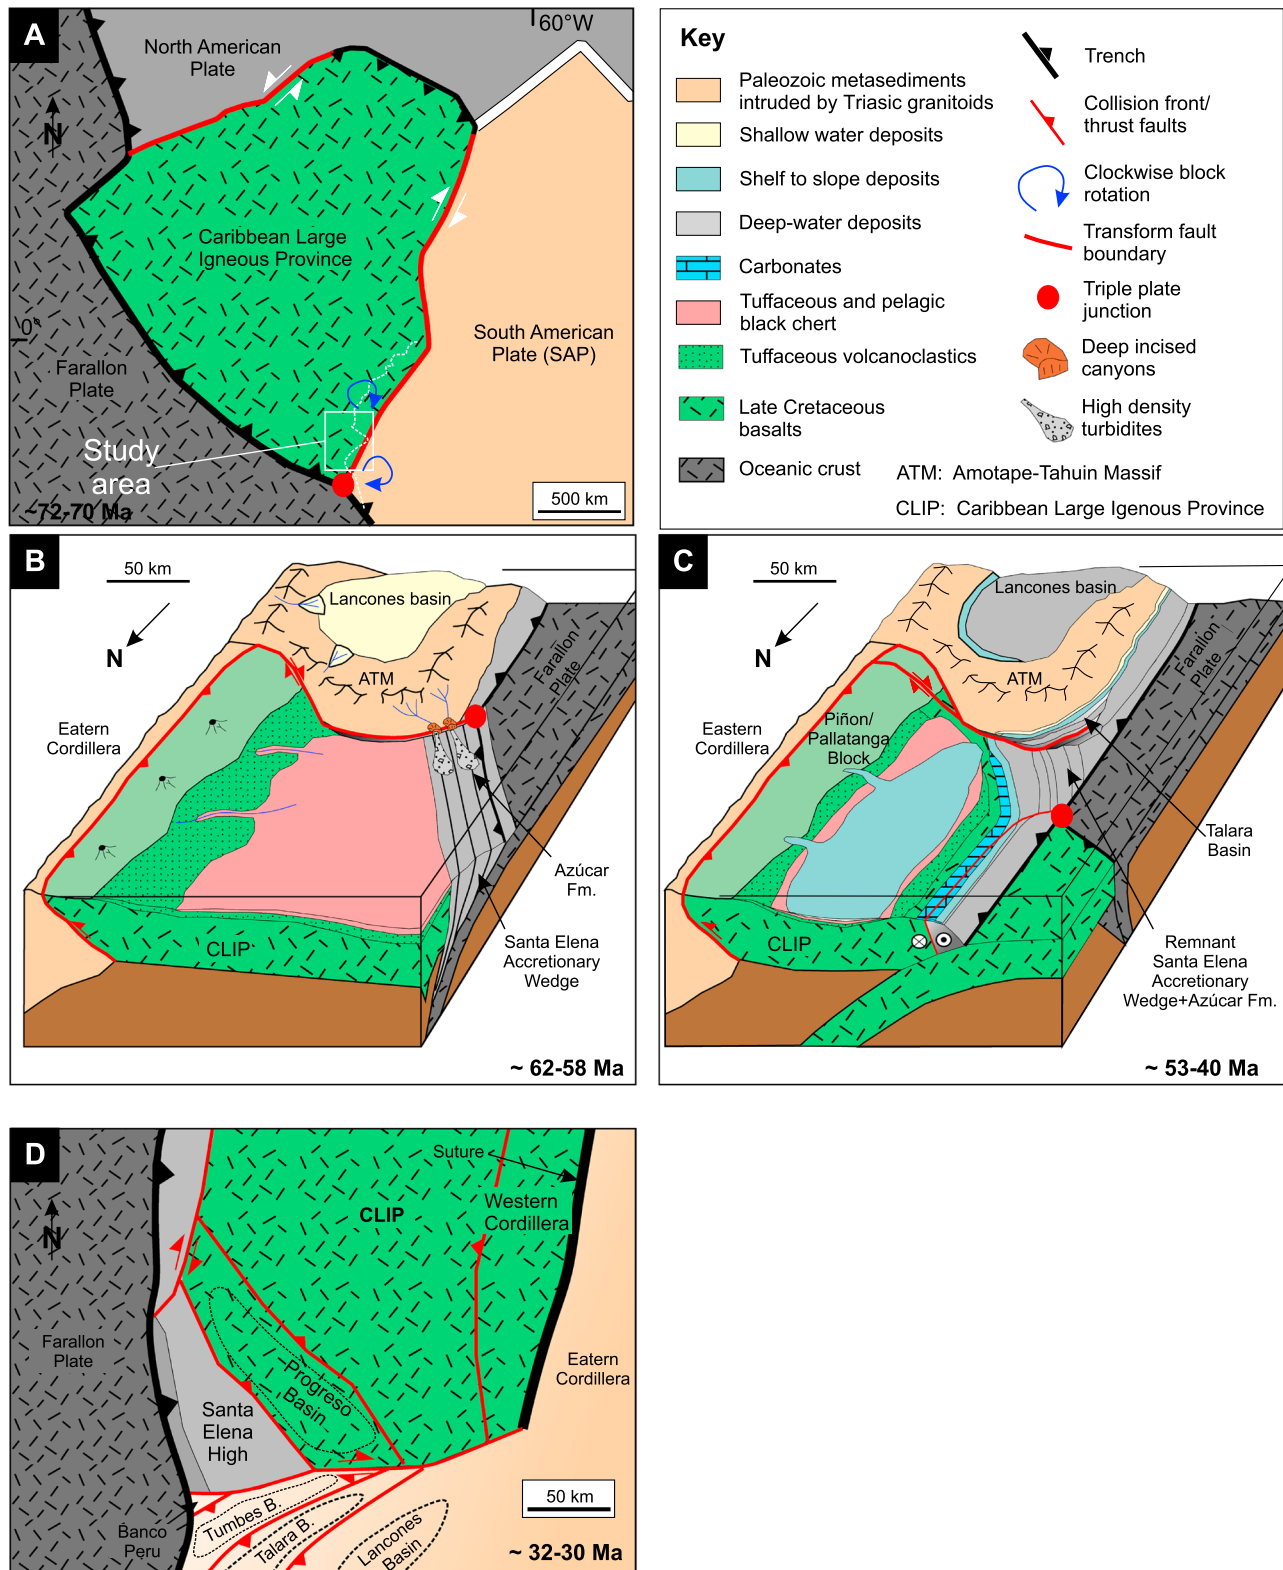 A
60°W
North American
Plate
N
Caribbean Large
Igneous Province
0°
South American
Plate (SAP)
Farallon
Plate
Study
area
~72-70 Ma
500 km
Key
Paleozoic metasediments
intruded by Triasic granitoids
Shallow water deposits
Shelf to slope deposits
Deep-water deposits
Carbonates
Tuffaceous and pelagic
black chert
Tuffaceous volcanoclastics
Late Cretaceous
basalts
Oceanic crust
Trench
Collision front/
thrust faults
Clockwise block
rotation
Transform fault
boundary
Triple plate
junction
Deep incised
canyons
High density
turbidites
ATM: Amotape-Tahuin Massif
CLIP: Caribbean Large Igenous Province
B
50 km
N
Lancones basin
ATM
Farallon
Plate
Eatern
Cordillera
Azúcar
Fm.
CLIP
Santa Elena
Accretionary
Wedge
~ 62-58 Ma
C
50 km
N
Lancones basin
ATM
Farallon
Plate
Eastern
Cordillera
Piñon/
Pallatanga
Block
Talara
Basin
CLIP
Remnant
Santa Elena
Accretionary
Wedge+Azúcar Fm.
~ 53-40 Ma
D
N
Suture
Western
Cordillera
CLIP
Farallon
Plate
Eatern
Cordillera
Progreso
Basin
Santa
Elena
High
50 km
Banco
Peru
Tumbes B.
Talara B.
Lancones
Basin
~ 32-30 Ma